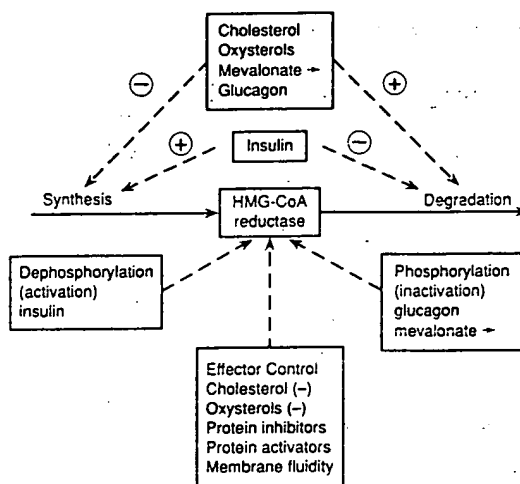 Cholesterol
Oxysterols
Mevalonate →
Glucagon
−
+
+
Insulin
−
Synthesis
HMG-CoA
reductase
Degradation
Dephosphorylation
(activation)
insulin
Phosphorylation
(inactivation)
glucagon
mevalonate →
Effector Control
Cholesterol (−)
Oxysterols (−)
Protein inhibitors
Protein activators
Membrane fluidity